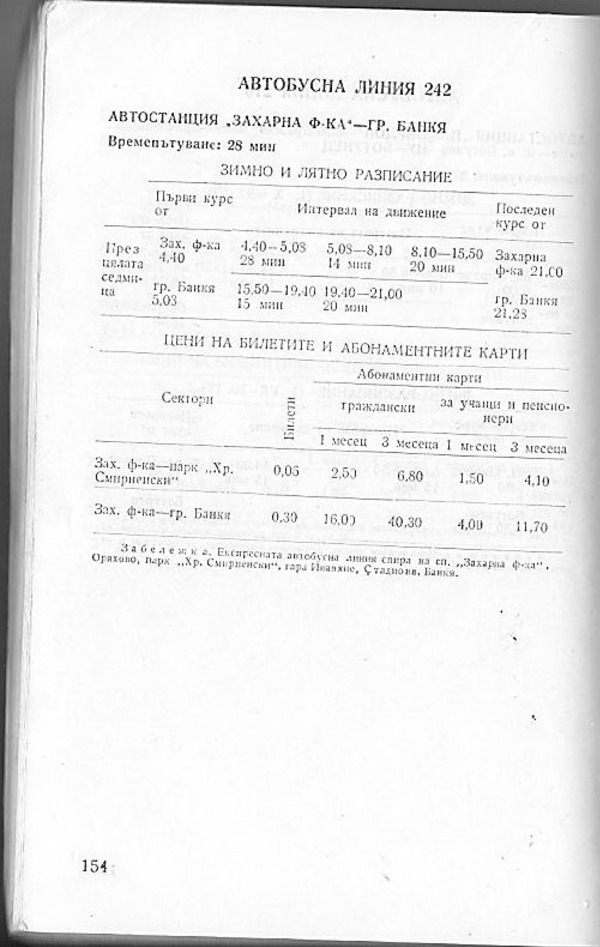 АВТОБУСНА ЛИНИЯ 242
АВТОСТАНЦИЯ „ЗАХАРНА Ф-КА“—ГР. БАНКЯ
Времепътуване: 28 мин
ЗИМНО И ЛЯТНО РАЗПИСАНИЕ
Първи курс от Интервал на движение Последен курс от
През цялата седмица
Зах. ф-ка 4,40 4,40—5,08 5,08—8,10 8,10—15,50 Захарна ф-ка 21,00
28 мин 14 мин 20 мин
гр. Банкя 5,08 15,50—19,40 19,40—21,00 гр. Банкя 21,28
15 мин 20 мин
ЦЕНИ НА БИЛЕТИТЕ И АБОНАМЕНТНИТЕ КАРТИ
Абонаментни карти
Сектори Билети граждански за учащи и пенсионери
1 месец 3 месеца 1 месец 3 месеца
Зах. ф-ка—парк „Хр.
Смирненски“ 0,06 2,50 6,80 1,50 4,10
Зах. ф-ка—гр. Банкя 0,30 16,00 40,30 4,00 11,70
Забележка. Експресната автобусна линия спира на сп. „Захарна ф-ка“,
Оряхово, парк „Хр. Смирненски“, гара Иваняне, Стадиона, Банкя.
154